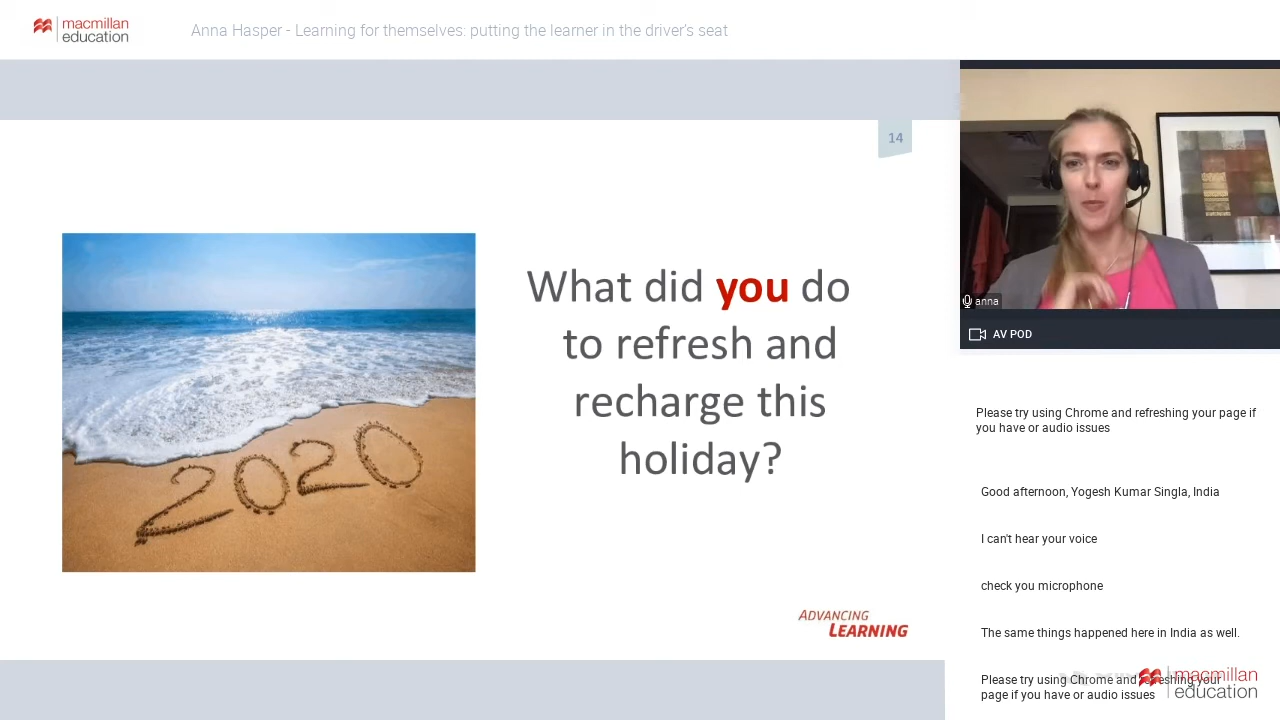 macmillan
education
Anna Hasper - Learning for themselves: putting the learner in the driver's seat
14
What did you do
to refresh and
recharge this
holiday?
2020
ADVANCING
LEARNING
anna
AV POD
Please try using Chrome and refreshing your page if
you have or audio issues
Good afternoon, Yogesh Kumar Singla, India
I can't hear your voice
check you microphone
The same things happened here in India as well.
Please try using Chrome and refreshing your
page if you have or audio issues
macmillan
education